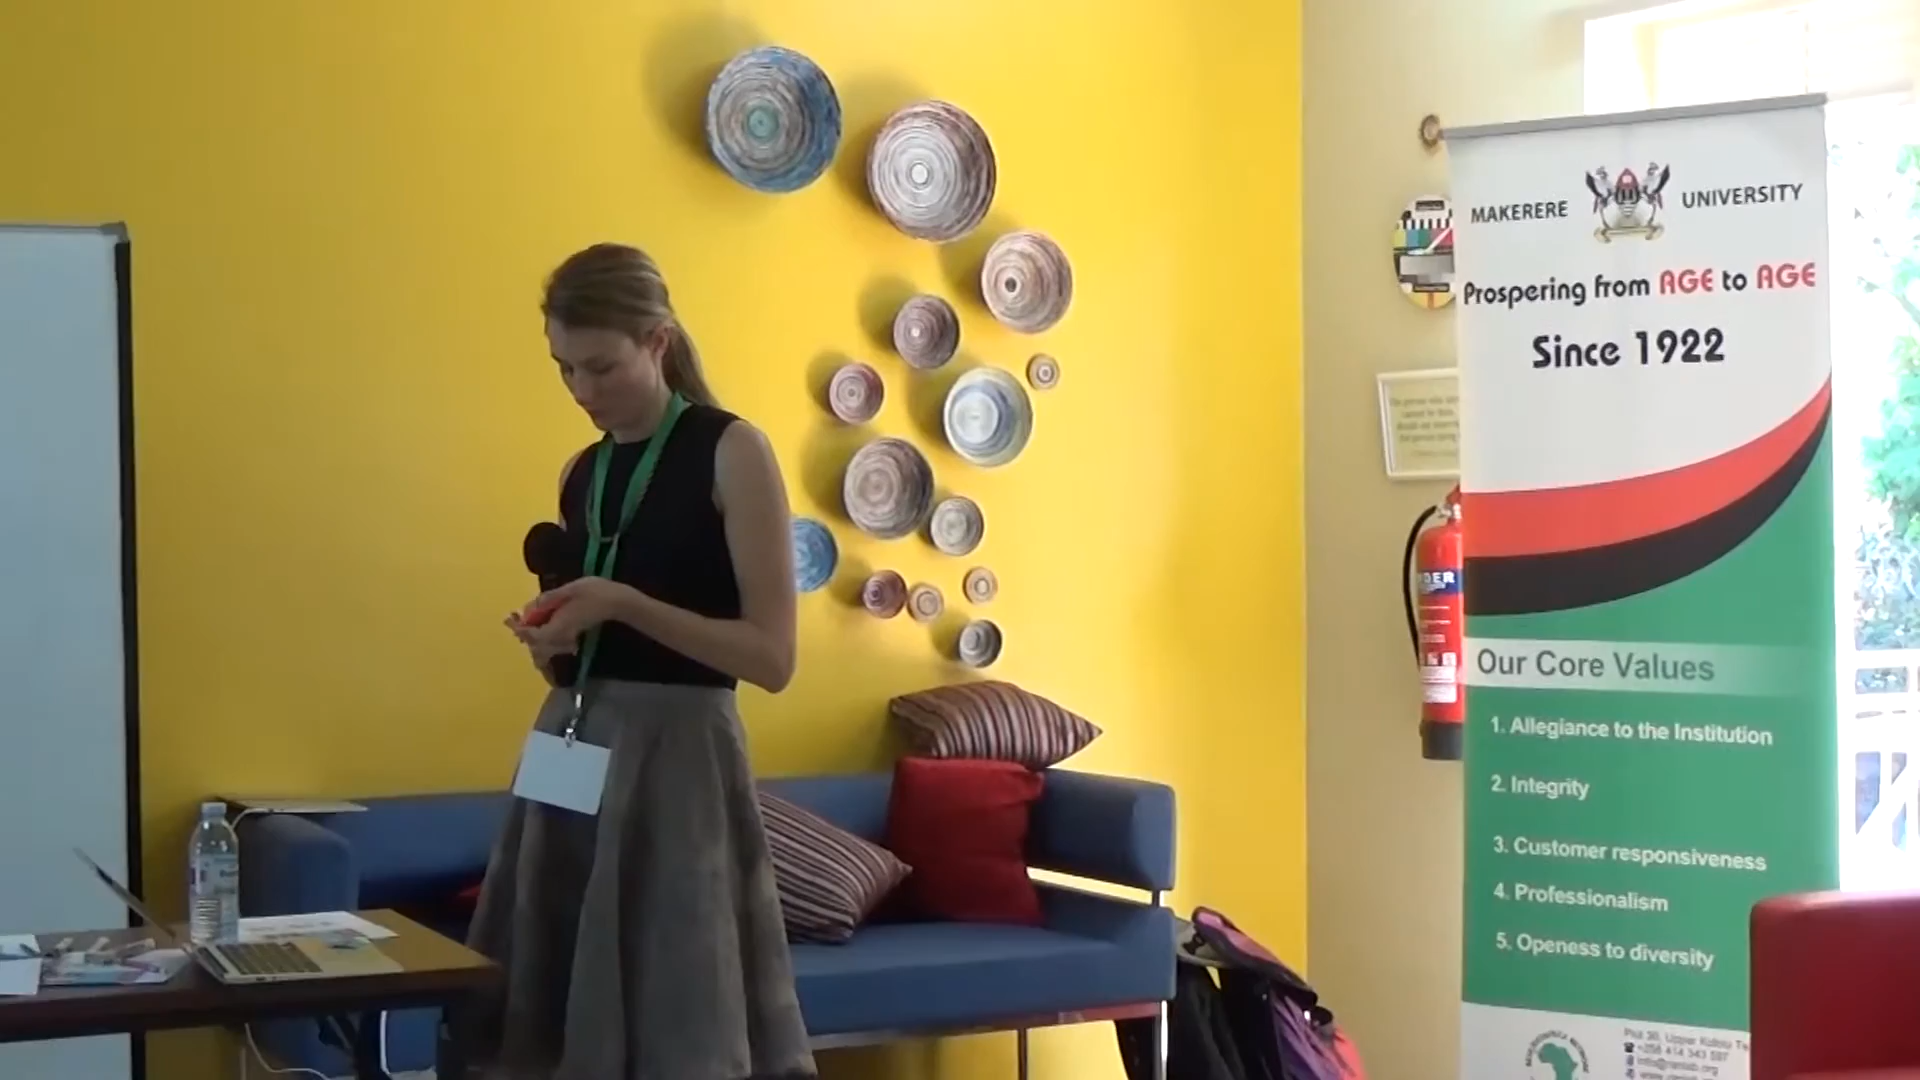 MAKERERE UNIVERSITY
Prospering from AGE to AGE
Since 1922
Our Core Values
1. Allegiance to the Institution
2. Integrity
3. Customer responsiveness
4. Professionalism
5. Openess to diversity